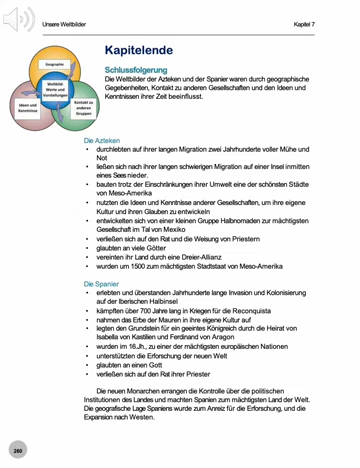 Unsere Weltbilder
Kapitel 7
Kapitelende
Geographie
Weltbild:
Werte und
Vorstellungen
Ideen und
Kenntnisse
Kontakt zu
anderen
Gruppen
Schlussfolgerung
Die Weltbilder der Azteken und der Spanier waren durch geographische
Gegebenheiten, Kontakt zu anderen Gesellschaften und den Ideen und
Kenntnissen ihrer Zeit beeinflusst.
Die Azteken
• durchlebten auf ihrer langen Migration zwei Jahrhunderte voller Mühe und
Not
• ließen sich nach ihrer langen schwierigen Migration auf einer Insel inmitten
eines Sees nieder.
• bauten trotz der Einschränkungen ihrer Umwelt eine der schönsten Städte
von Meso-Amerika
• nutzten die Ideen und Kenntnisse anderer Gesellschaften, um ihre eigene
Kultur und ihren Glauben zu entwickeln
• entwickelten sich von einer kleinen Gruppe Halbnomaden zur mächtigsten
Gesellschaft im Tal von Mexiko
• verließen sich auf den Rat und die Weisung von Priestern
• glaubten an viele Götter
• vereinten ihr Land durch eine Dreier-Allianz
• wurden um 1500 zum mächtigsten Stadtstaat von Meso-Amerika
Die Spanier
• erlebten und überstanden Jahrhunderte lange Invasion und Kolonisierung
auf der Iberischen Halbinsel
• kämpften über 700 Jahre lang in Kriegen für die Reconquista
• nahmen das Erbe der Mauren in ihre eigene Kultur auf
• legten den Grundstein für ein geeintes Königreich durch die Heirat von
Isabella von Kastilien und Ferdinand von Aragon
• wurden im 16.Jh., zu einer der mächtigsten europäischen Nationen
• unterstützten die Erforschung der neuen Welt
• glaubten an einen Gott
• verließen sich auf den Rat ihrer Priester
Die neuen Monarchen errangen die Kontrolle über die politischen
Institutionen des Landes und machten Spanien zum mächtigsten Land der Welt.
Die geografische Lage Spaniens wurde zum Anreiz für die Erforschung, und die
Expansion nach Westen.
260